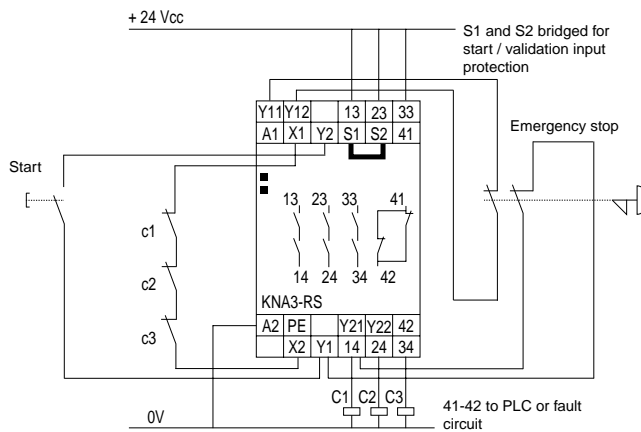 + 24 Vcc
S1 and S2 bridged for
start / validation input
protection
Y11 Y12 13 23 33
A1 X1 Y2 S1 S2 41
Emergency stop
Start
13 23 33 41
c1
c2
14 24 34 42
KNA3-RS
c3
A2 PE Y21 Y22 42
X2 Y1 14 24 34
C1 C2 C3
0V
41-42 to PLC or fault
circuit